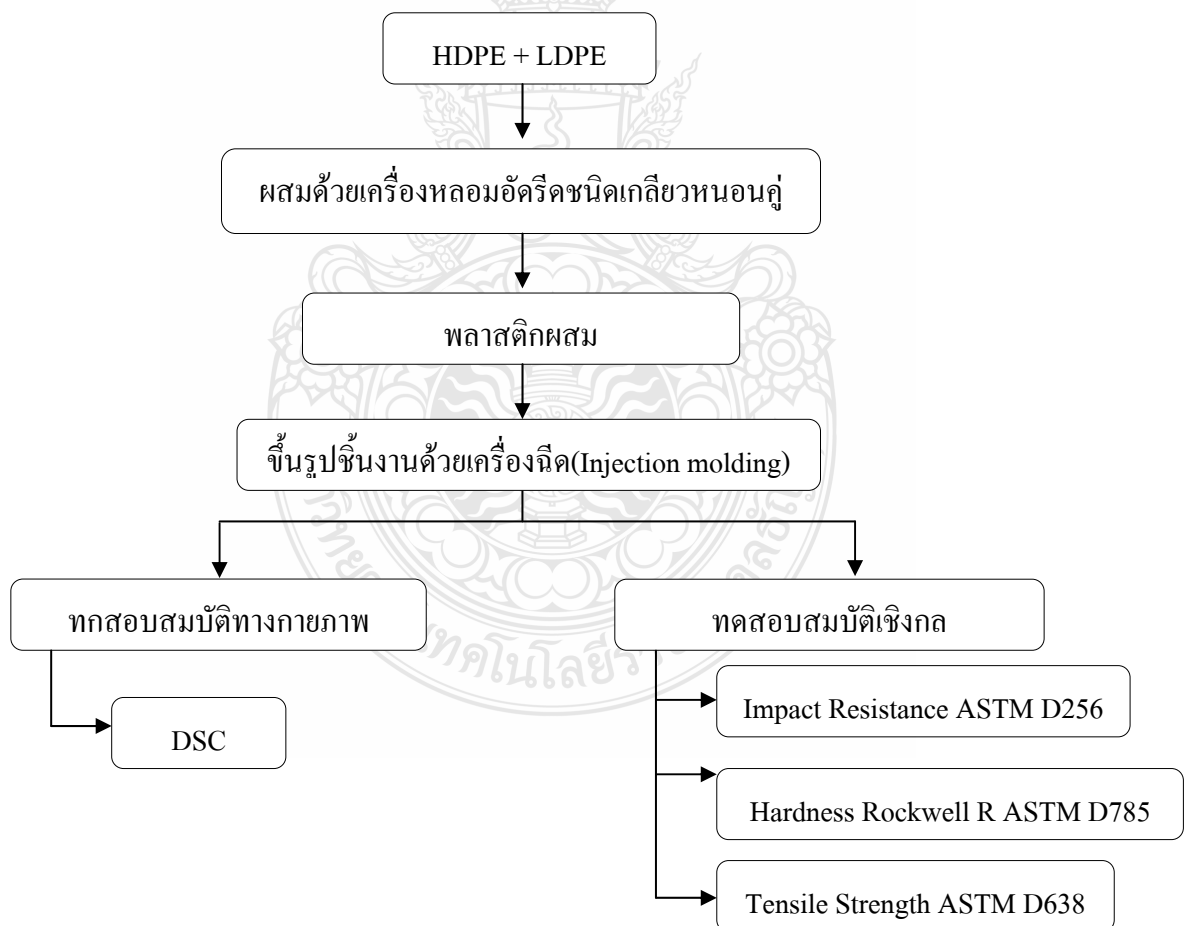 HDPE + LDPE
ผสมด้วยเครื่องหลอมอัดรีดชนิดเกลียวหนอนคู่
พลาสติกผสม
ขึ้นรูปชิ้นงานด้วยเครื่องฉีด(Injection molding)
ทกสอบสมบัติทางกายภาพ
ทดสอบสมบัติเชิงกล
DSC
Impact Resistance ASTM D256
Hardness Rockwell R ASTM D785
Tensile Strength ASTM D638